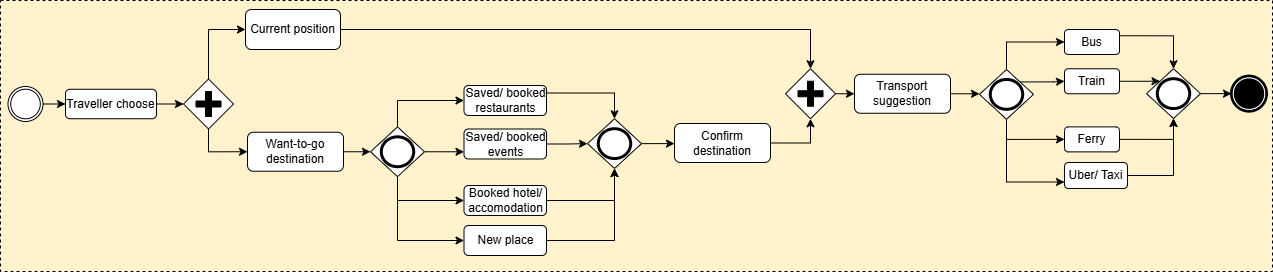 Current position
Traveller choose
Want-to-go
destination
Saved/ booked
restaurants
Saved/ booked
events
Booked hotel/
accomodation
New place
Confirm
destination
Transport
suggestion
Bus
Train
Ferry
Uber/ Taxi